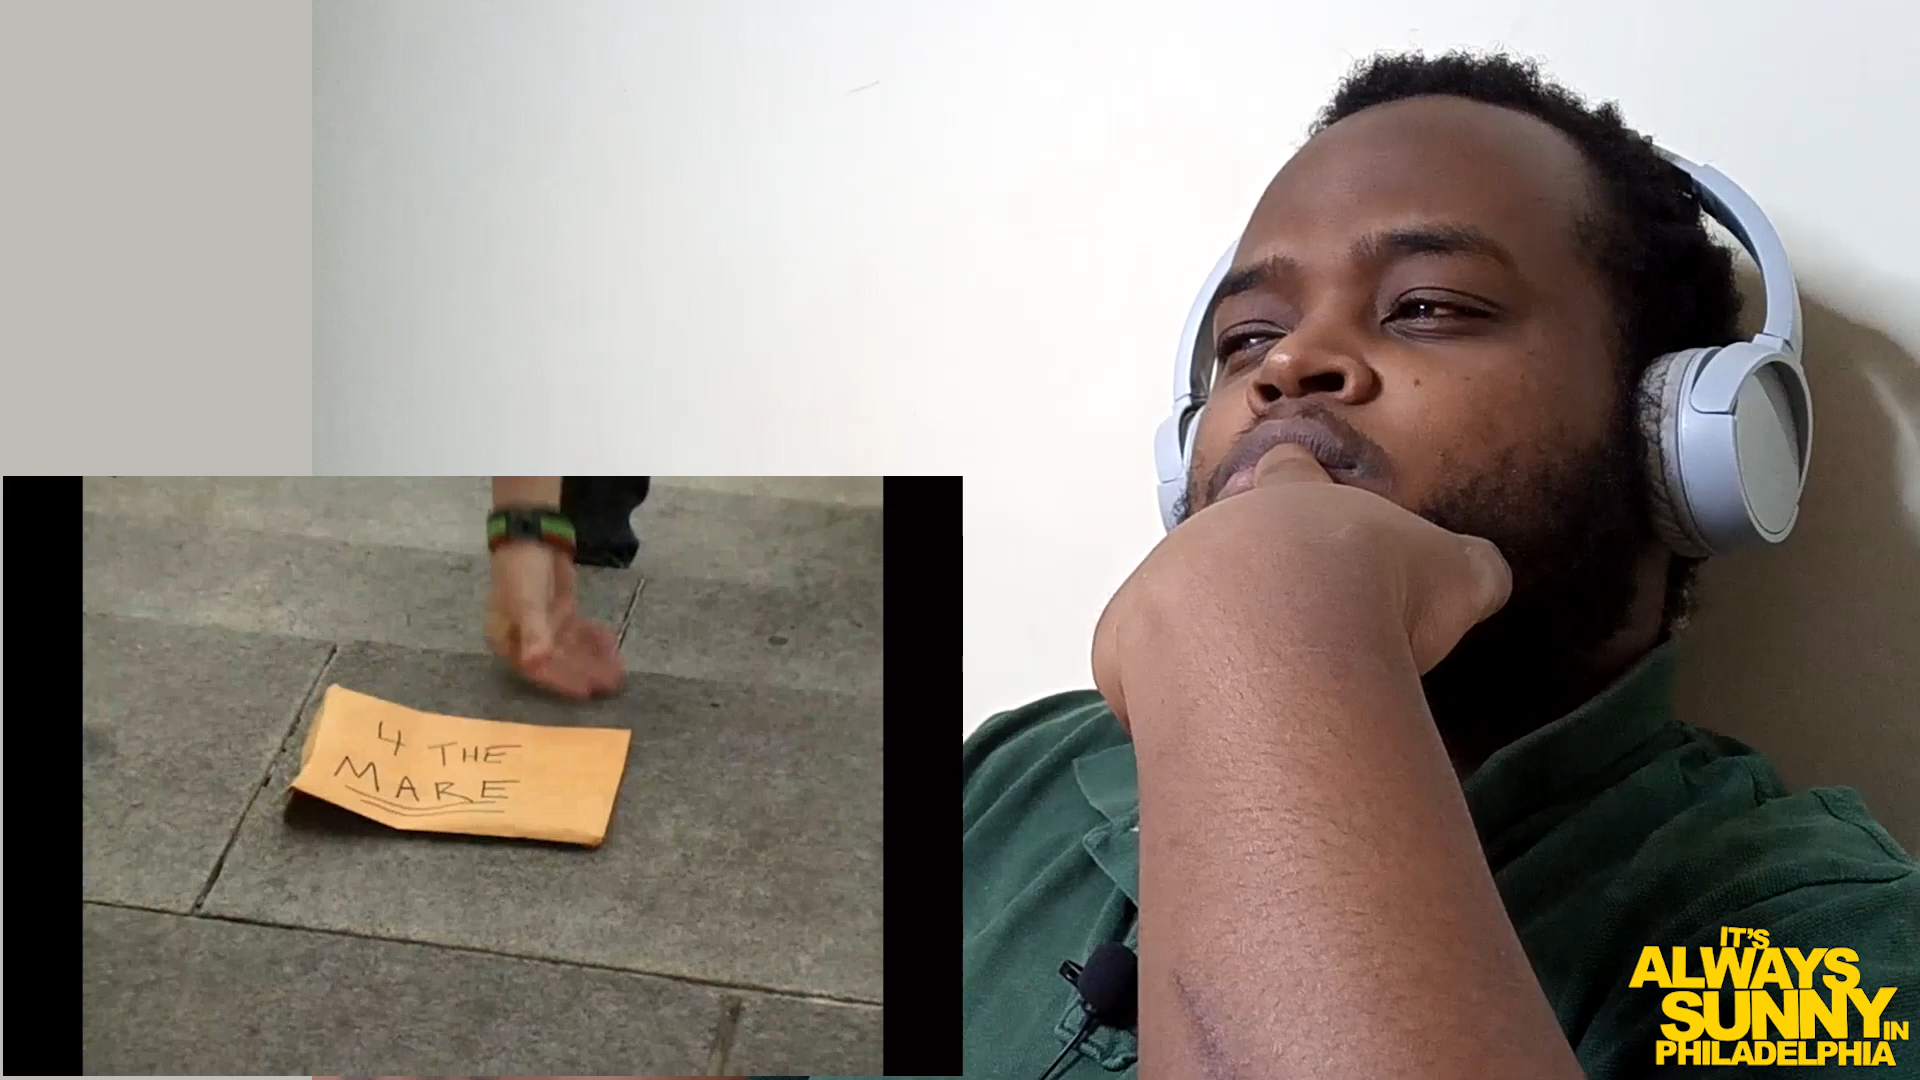 4 THE
MARE
IT'S
ALWAYS
SUNNY IN
PHILADELPHIA